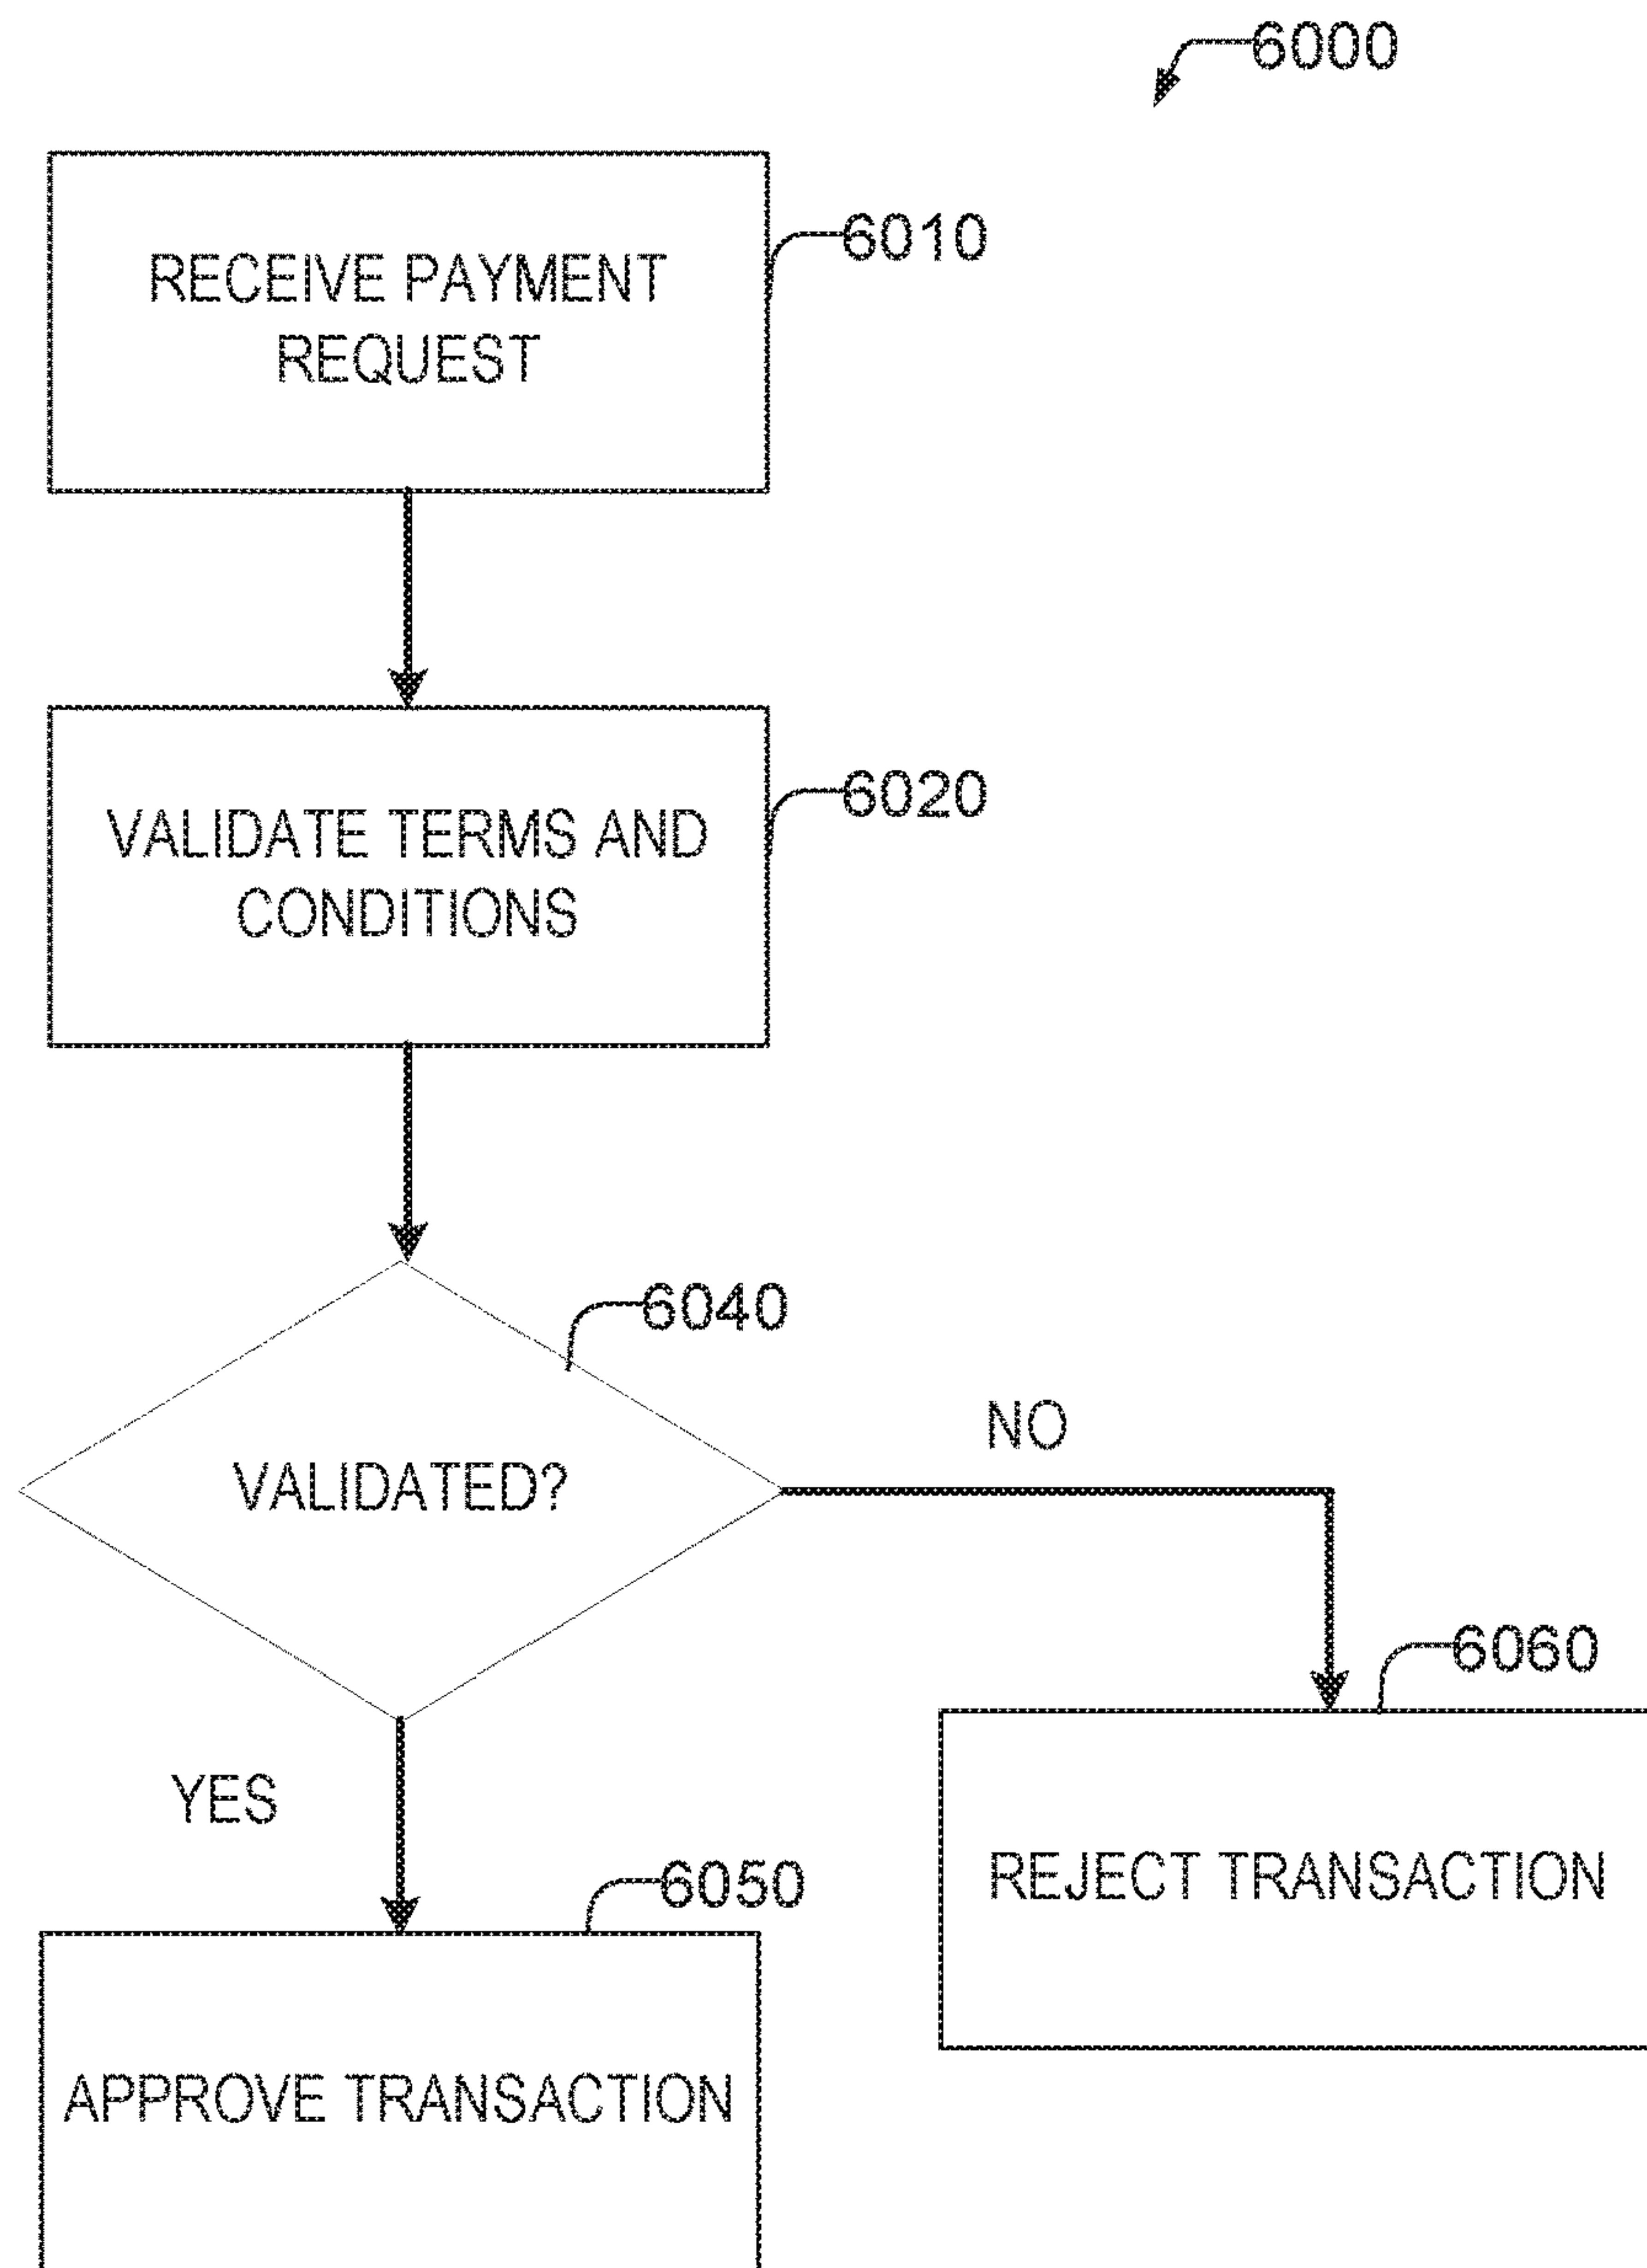 6000
RECEIVE PAYMENT
REQUEST
6010
VALIDATE TERMS AND
CONDITIONS
6020
6040
VALIDATED?
NO
YES
6060
REJECT TRANSACTION
6050
APPROVE TRANSACTION